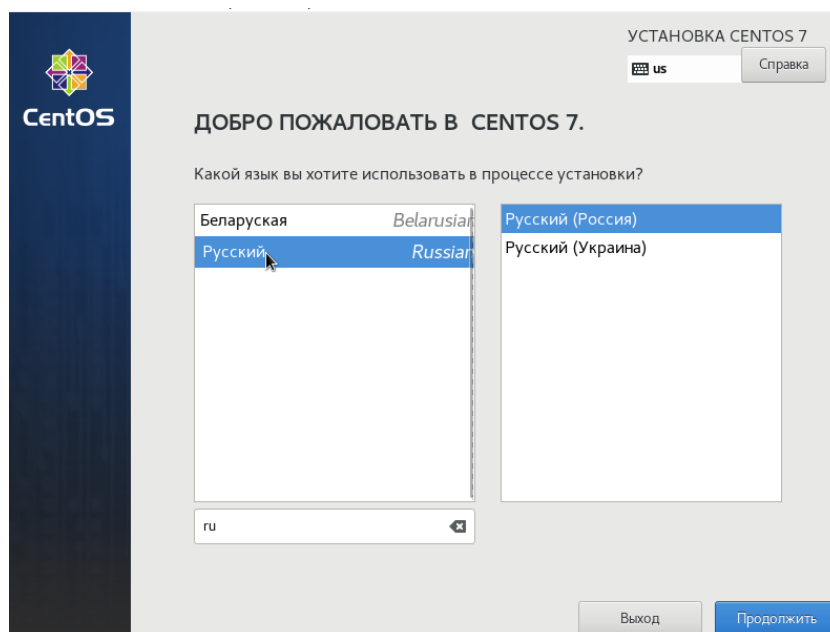 УСТАНОВКА CENTOS 7
us
Справка
CentOS
ДОБРО ПОЖАЛОВАТЬ В CENTOS 7.
Какой язык вы хотите использовать в процессе установки?
Беларуская Belarusian
Русский Russian
Русский (Россия)
Русский (Украина)
ru
Выход
Продолжить